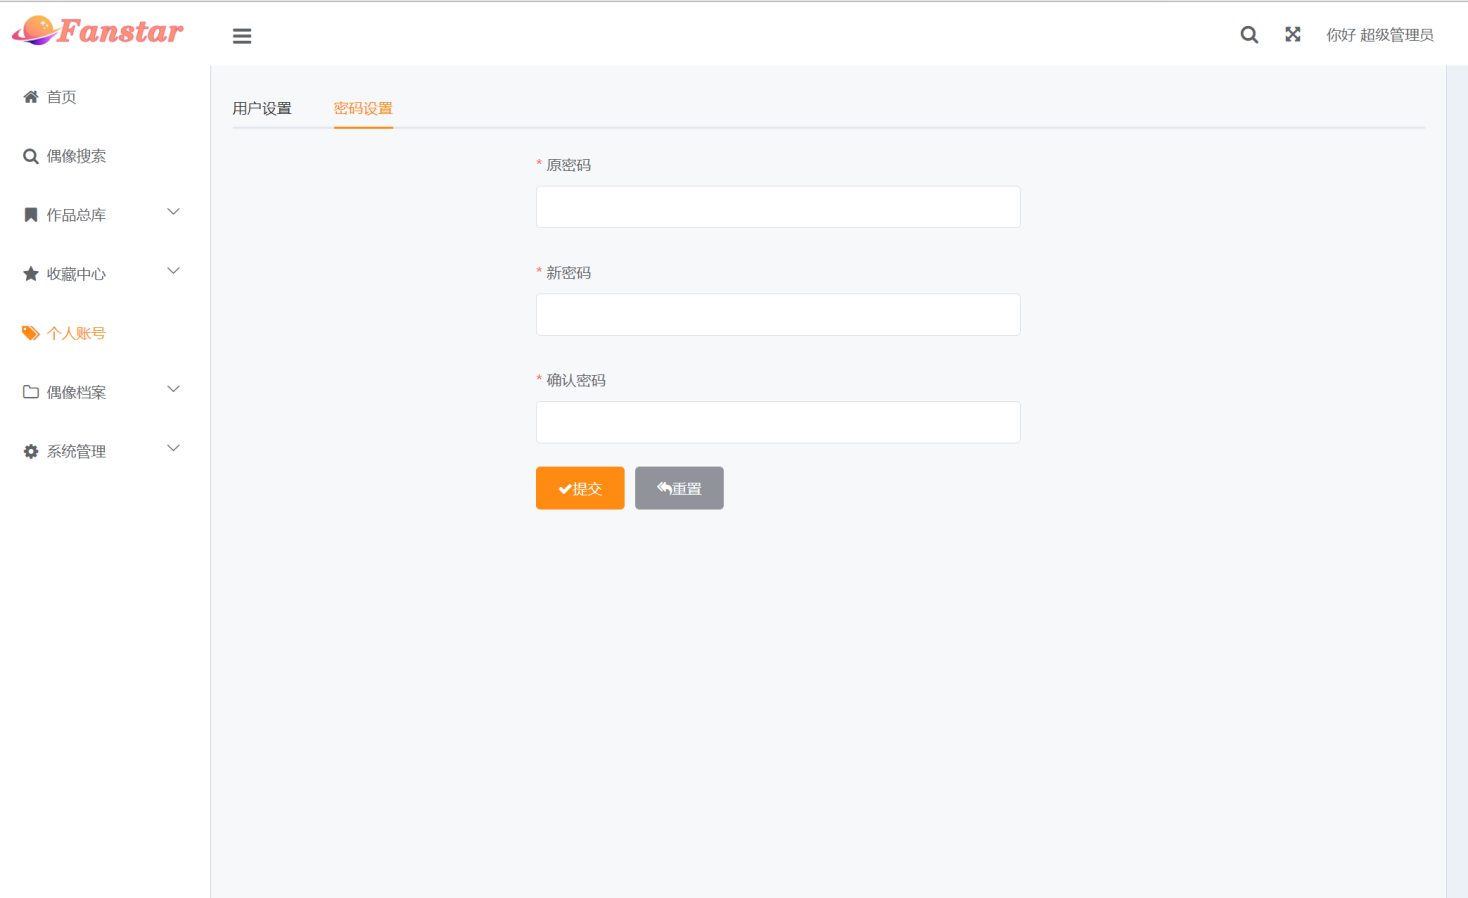 Fanstar
你好 超级管理员
首页
偶像搜索
作品总库
收藏中心
个人账号
偶像档案
系统管理
用户设置 密码设置
* 原密码
* 新密码
* 确认密码
提交 重置